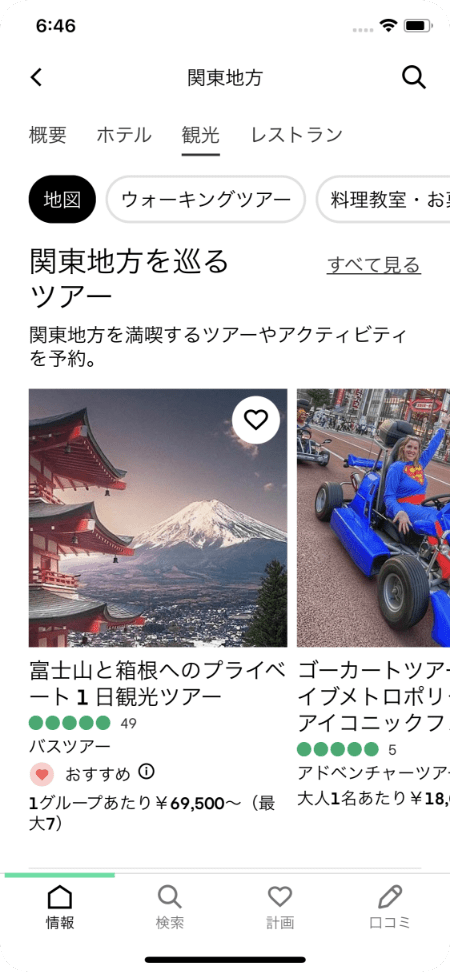 6:46
関東地方
概要 ホテル 観光 レストラン
地図 ウォーキングツアー 料理教室・お
関東地方を巡る
ツアー
すべて見る
関東地方を満喫するツアーやアクティビティ
を予約。
富士山と箱根へのプライベ
ート 1 日観光ツアー
49
バスツアー
おすすめ
1グループあたり￥69,500～（最
大7）
ゴーカートツアー
イブメトロポリ
アイコニックフ
5
アドベンチャーツアー
大人1名あたり￥18,
情報 検索 計画 口コミ